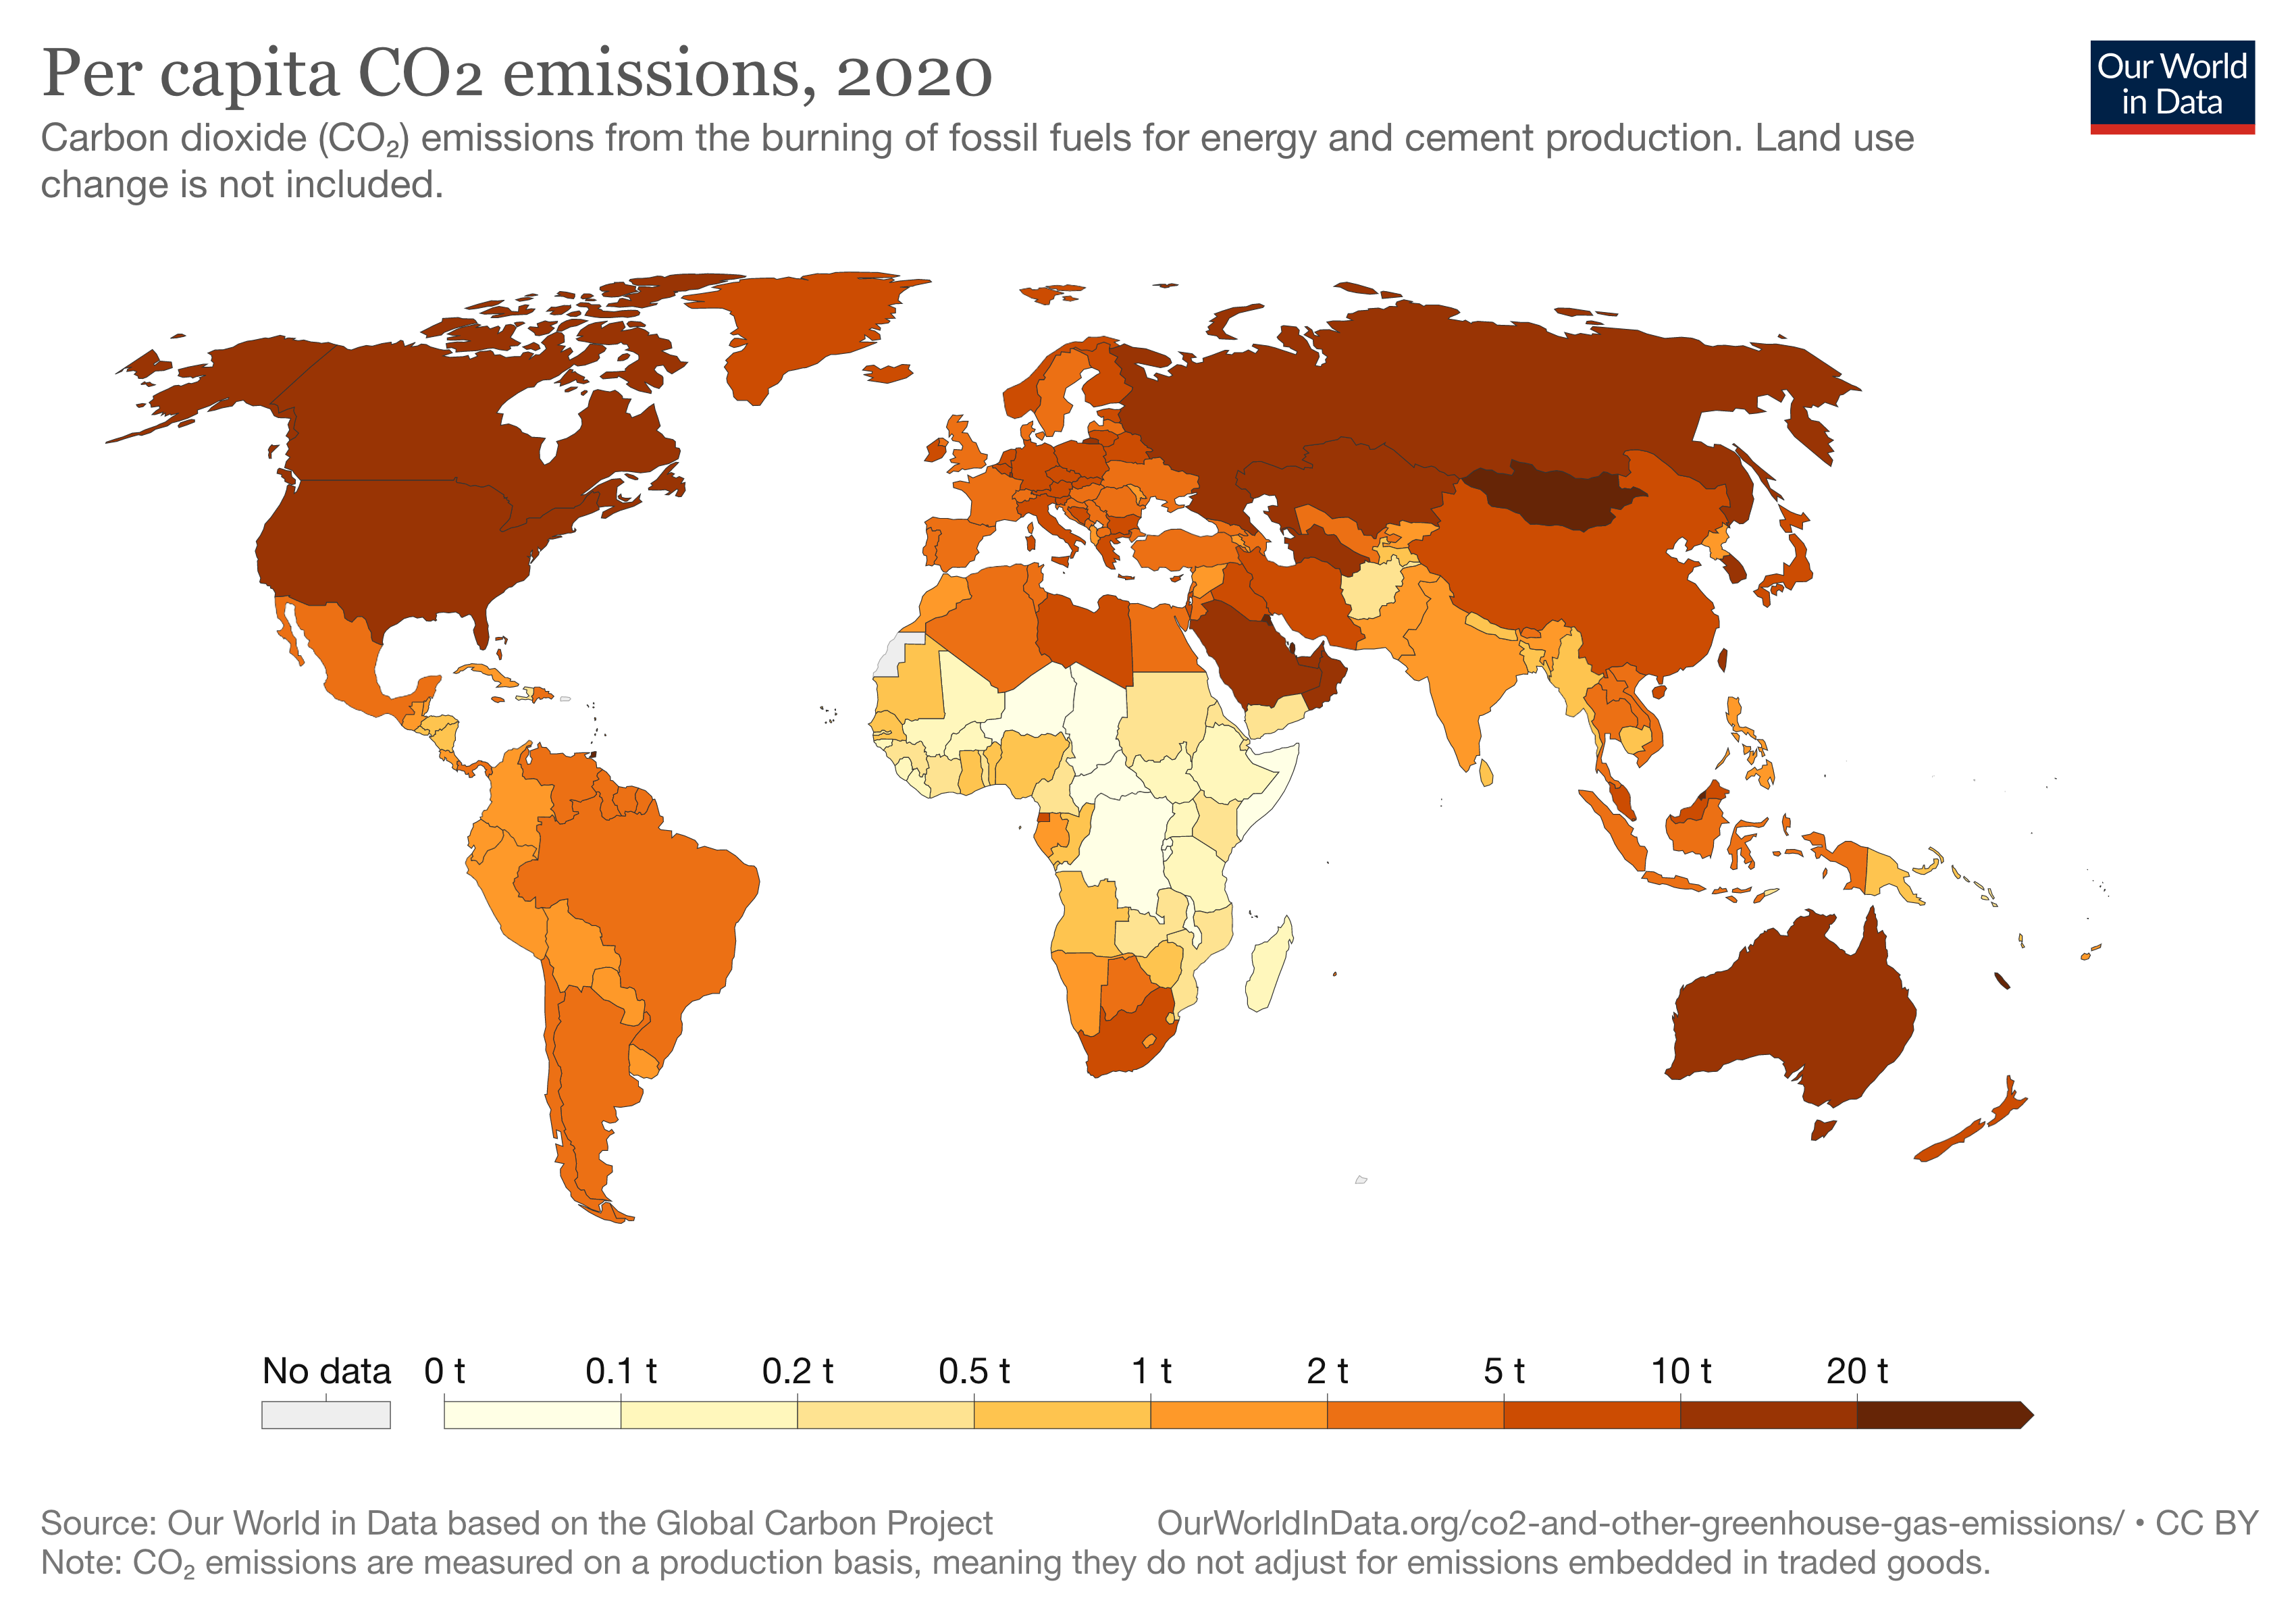 Per capita CO2 emissions, 2020
Our World
in Data
Carbon dioxide (CO₂) emissions from the burning of fossil fuels for energy and cement production. Land use
change is not included.
No data 0 t 0.1 t 0.2 t 0.5 t 1 t 2 t 5 t 10 t 20 t
Source: Our World in Data based on the Global Carbon Project
OurWorldInData.org/co2-and-other-greenhouse-gas-emissions/ • CC BY
Note: CO₂ emissions are measured on a production basis, meaning they do not adjust for emissions embedded in traded goods.